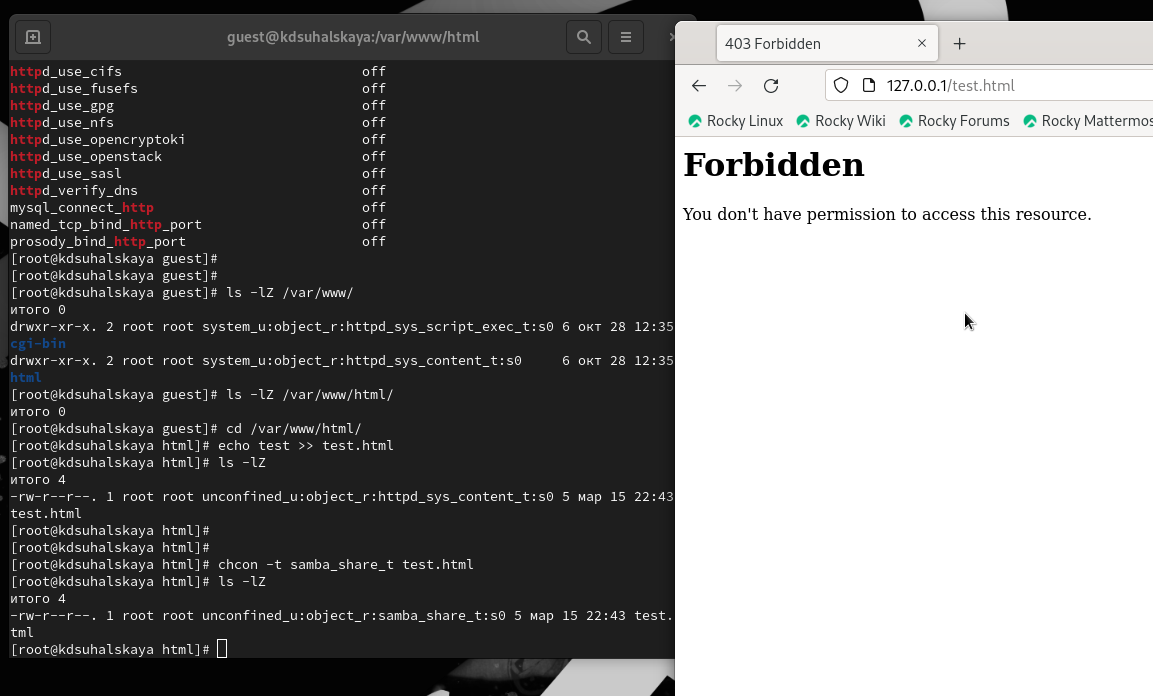 guest@kdsuhalskaya:/var/www/html
httpd_use_cifs off
httpd_use_fusefs off
httpd_use_gpg off
httpd_use_nfs off
httpd_use_opencryptoki off
httpd_use_openstack off
httpd_use_sasl off
httpd_verify_dns off
mysql_connect_http off
named_tcp_bind_http_port off
prosody_bind_http_port off
[root@kdsuhalskaya guest]#
[root@kdsuhalskaya guest]#
[root@kdsuhalskaya guest]# ls -lZ /var/www/
итого 0
drwxr-xr-x. 2 root root system_u:object_r:httpd_sys_script_exec_t:s0 6 окт 28 12:35
cgi-bin
drwxr-xr-x. 2 root root system_u:object_r:httpd_sys_content_t:s0 6 окт 28 12:35
html
[root@kdsuhalskaya guest]# ls -lZ /var/www/html/
итого 0
[root@kdsuhalskaya guest]# cd /var/www/html/
[root@kdsuhalskaya html]# echo test >> test.html
[root@kdsuhalskaya html]# ls -lZ
итого 4
-rw-r--r--. 1 root root unconfined_u:object_r:httpd_sys_content_t:s0 5 мар 15 22:43
test.html
[root@kdsuhalskaya html]#
[root@kdsuhalskaya html]#
[root@kdsuhalskaya html]# chcon -t samba_share_t test.html
[root@kdsuhalskaya html]# ls -lZ
итого 4
-rw-r--r--. 1 root root unconfined_u:object_r:samba_share_t:s0 5 мар 15 22:43 test.
tml
[root@kdsuhalskaya html]#
403 Forbidden
127.0.0.1/test.html
Rocky Linux Rocky Wiki Rocky Forums Rocky Mattermos
Forbidden
You don't have permission to access this resource.